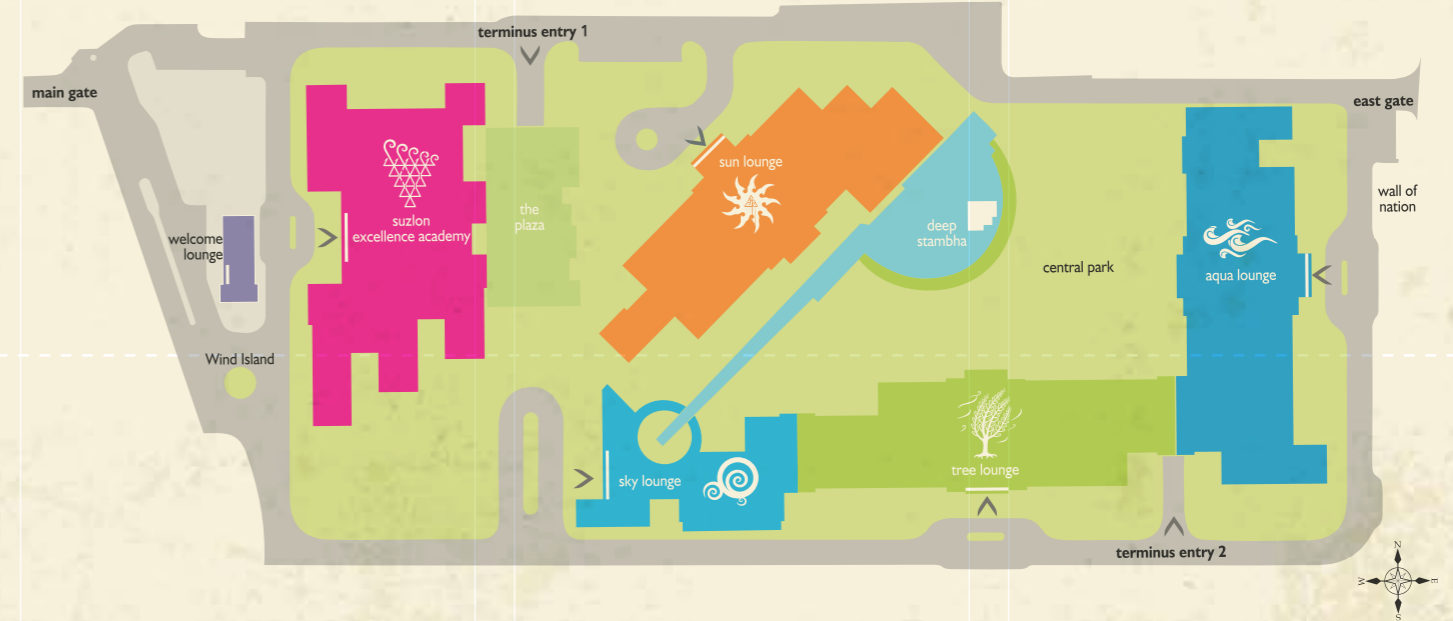 terminus entry 1
main gate
east gate
sun lounge
wall of
nation
suzlon
excellence academy
the
plaza
welcome
lounge
deep
stambha
central park
aqua lounge
Wind Island
tree lounge
sky lounge
terminus entry 2
N
W
E
S